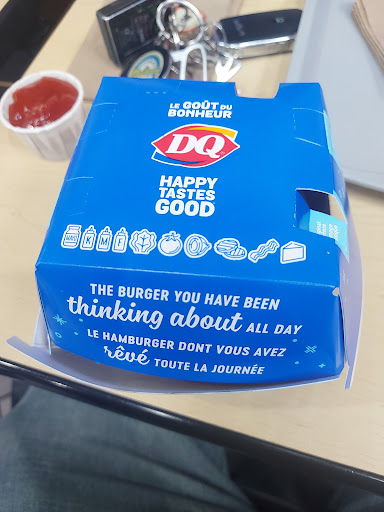 LE GOÛT DU
BONHEUR
DQ
HAPPY
TASTES
GOOD
THE BURGER YOU HAVE BEEN
thinking about ALL DAY
LE HAMBURGER DONT VOUS AVEZ
rêvé TOUTE LA JOURNÉE